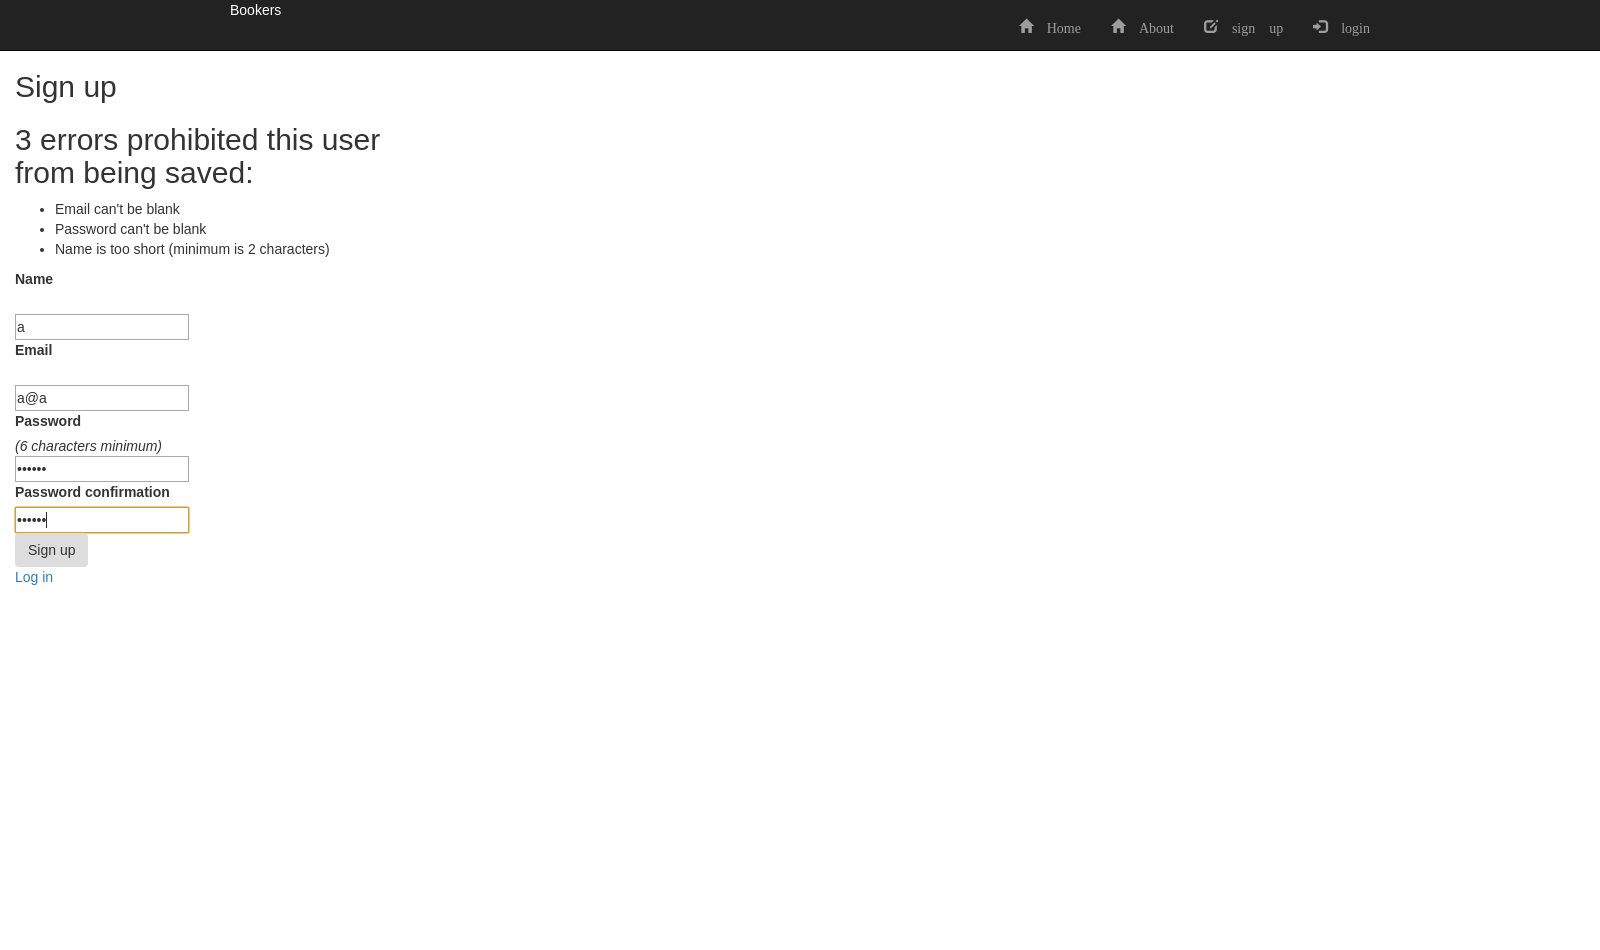 Bookers
Home About sign up login
Sign up
3 errors prohibited this user
from being saved:
Email can't be blank
Password can't be blank
Name is too short (minimum is 2 characters)
Name
a
Email
a@a
Password
(6 characters minimum)
••••••
Password confirmation
••••••
Sign up
Log in